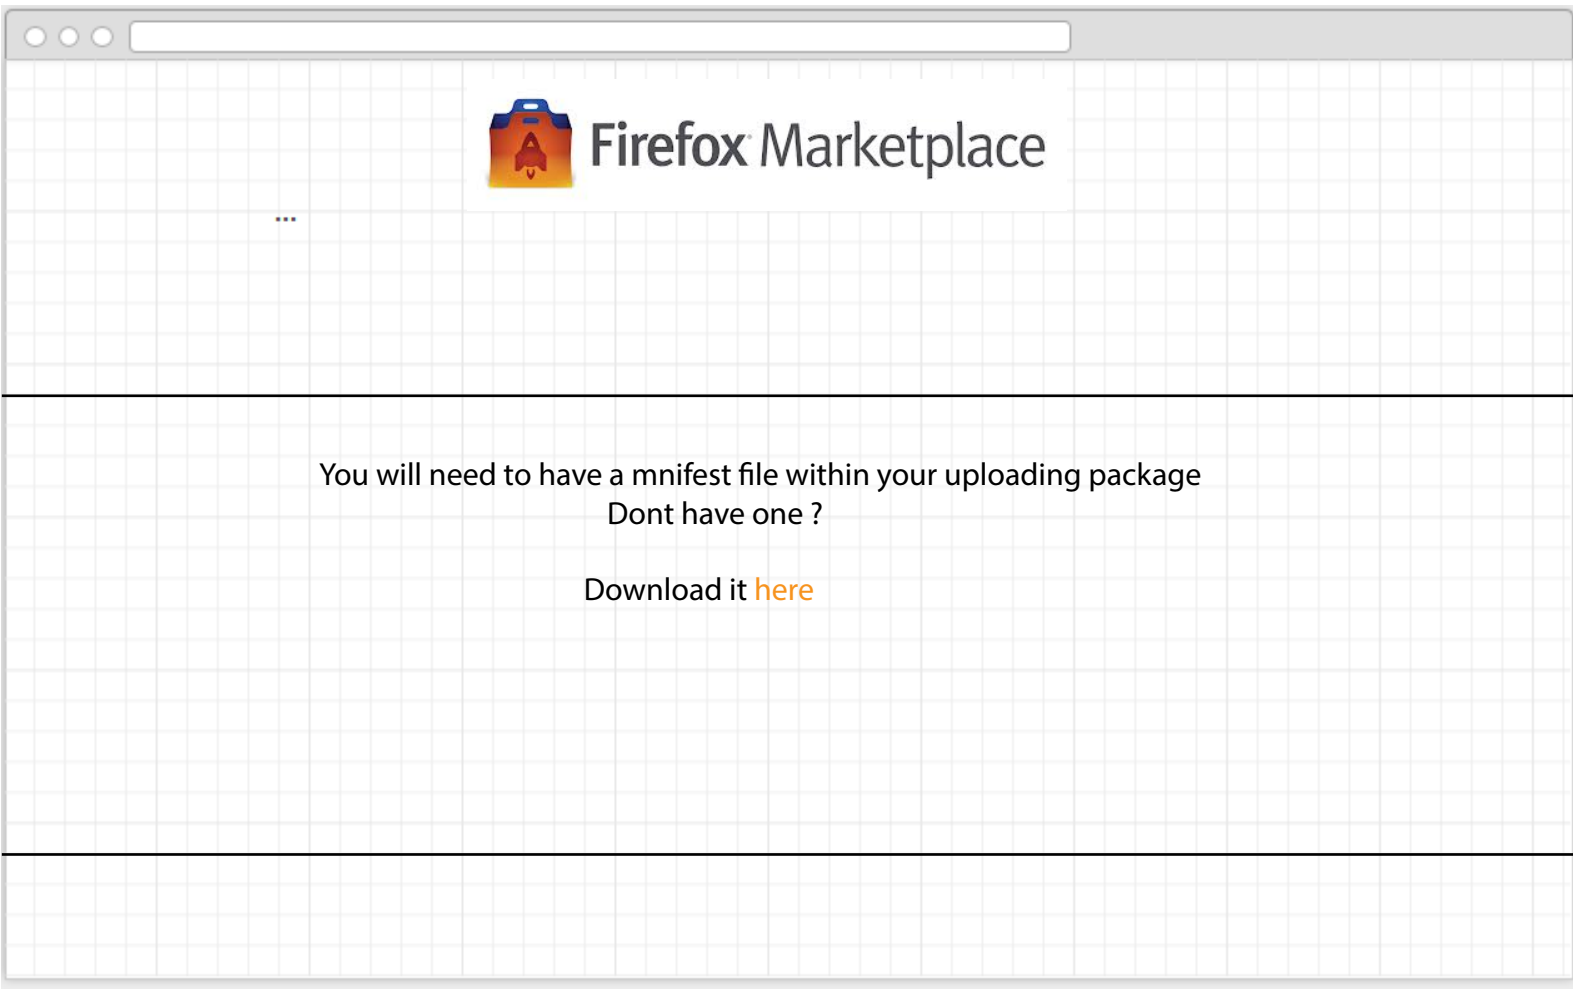 Firefox Marketplace
...
You will need to have a mnifest file within your uploading package
Dont have one ?
Download it here